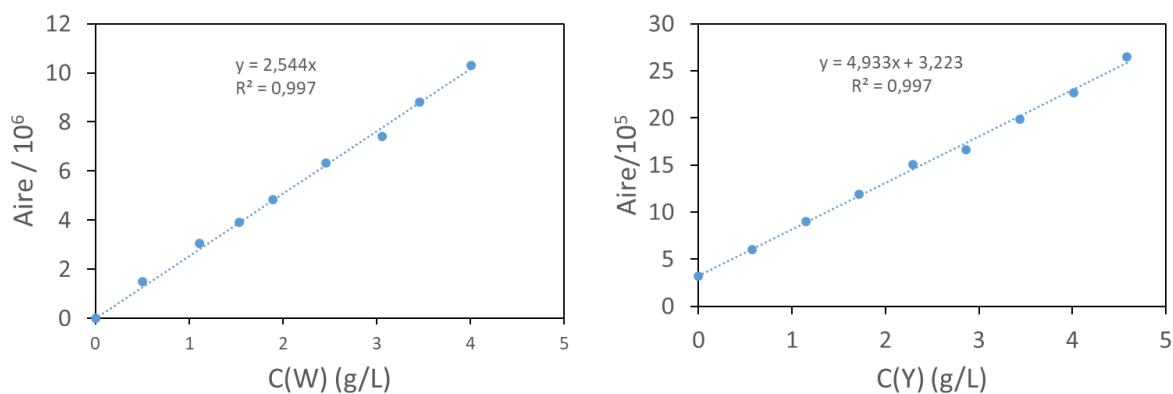 Aire / 10⁶
12
10
8
6
4
2
0
y = 2,544x
R² = 0,997
0 1 2 3 4 5
C(W) (g/L)
Aire/10⁵
30
25
20
15
10
5
0
y = 4,933x + 3,223
R² = 0,997
0 1 2 3 4 5
C(Y) (g/L)